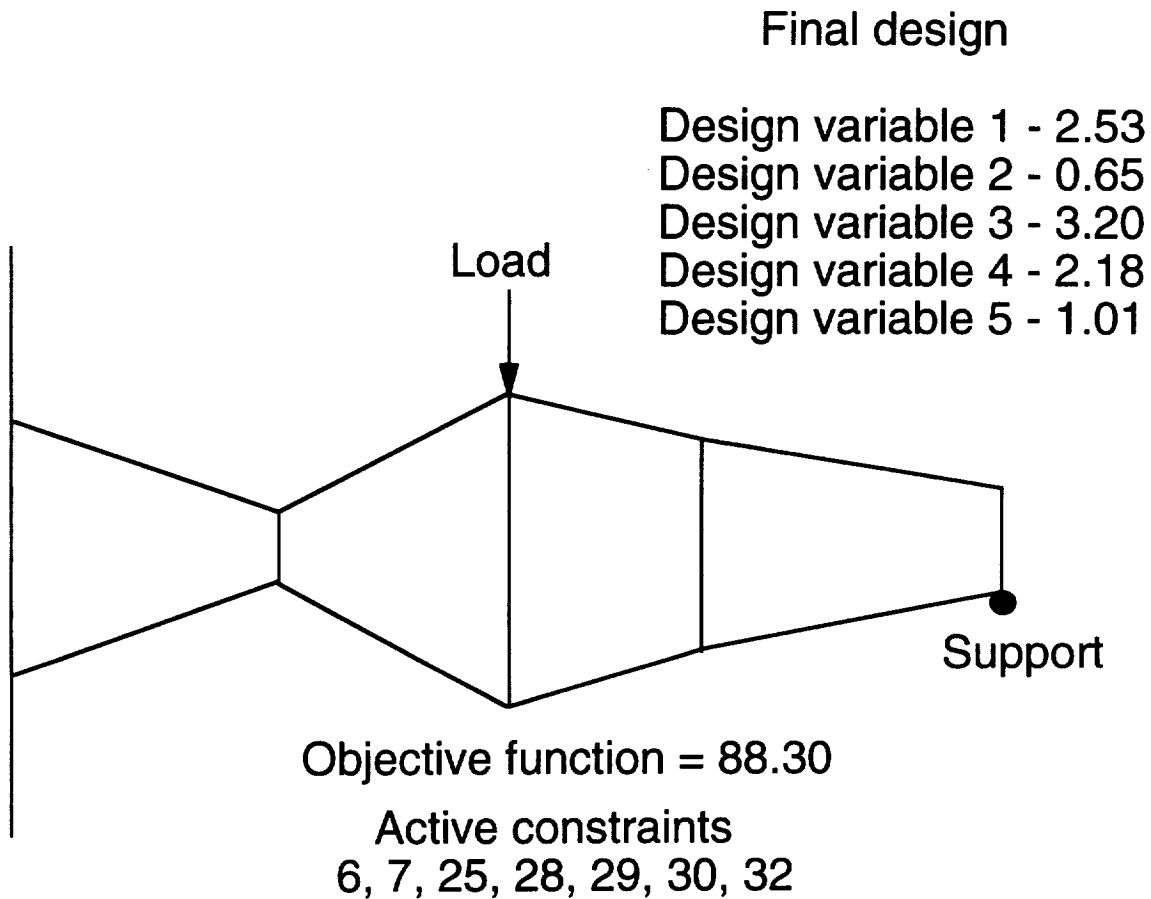 Final design
Design variable 1 - 2.53
Design variable 2 - 0.65
Design variable 3 - 3.20
Design variable 4 - 2.18
Design variable 5 - 1.01
Load
Support
Objective function = 88.30
Active constraints
6, 7, 25, 28, 29, 30, 32